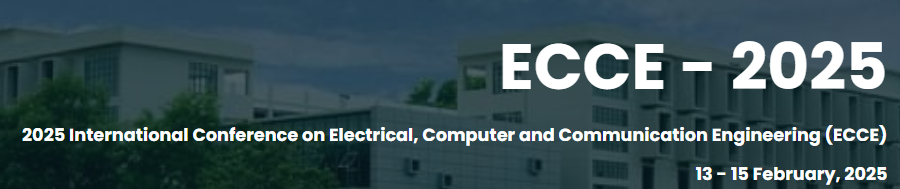 ECCE - 2025
2025 International Conference on Electrical, Computer and Communication Engineering (ECCE)
13 - 15 February, 2025